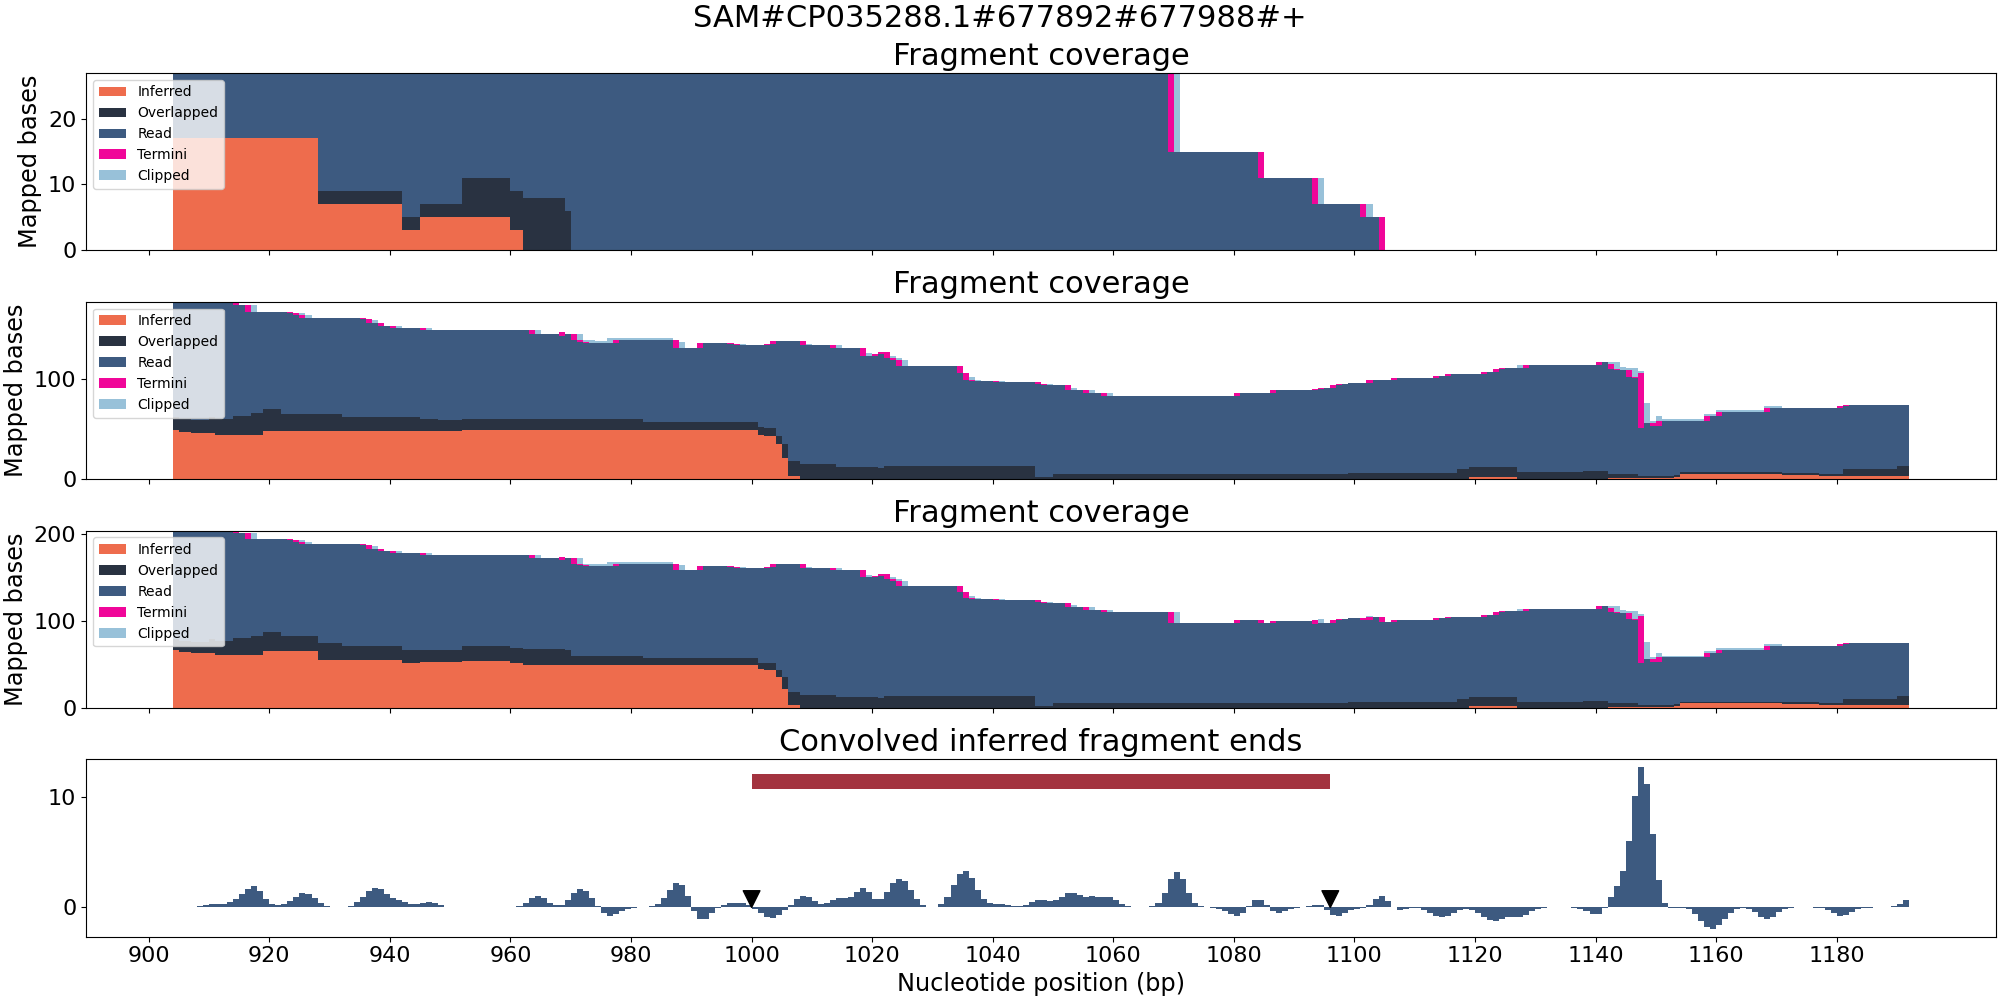 SAM#CP035288.1#677892#677988#+
Fragment coverage
Mapped bases
20
10
0
Inferred
Overlapped
Read
Termini
Clipped
Fragment coverage
Mapped bases
100
0
Inferred
Overlapped
Read
Termini
Clipped
Fragment coverage
Mapped bases
200
100
0
Inferred
Overlapped
Read
Termini
Clipped
Convolved inferred fragment ends
10
0
900 920 940 960 980 1000 1020 1040 1060 1080 1100 1120 1140 1160 1180
Nucleotide position (bp)